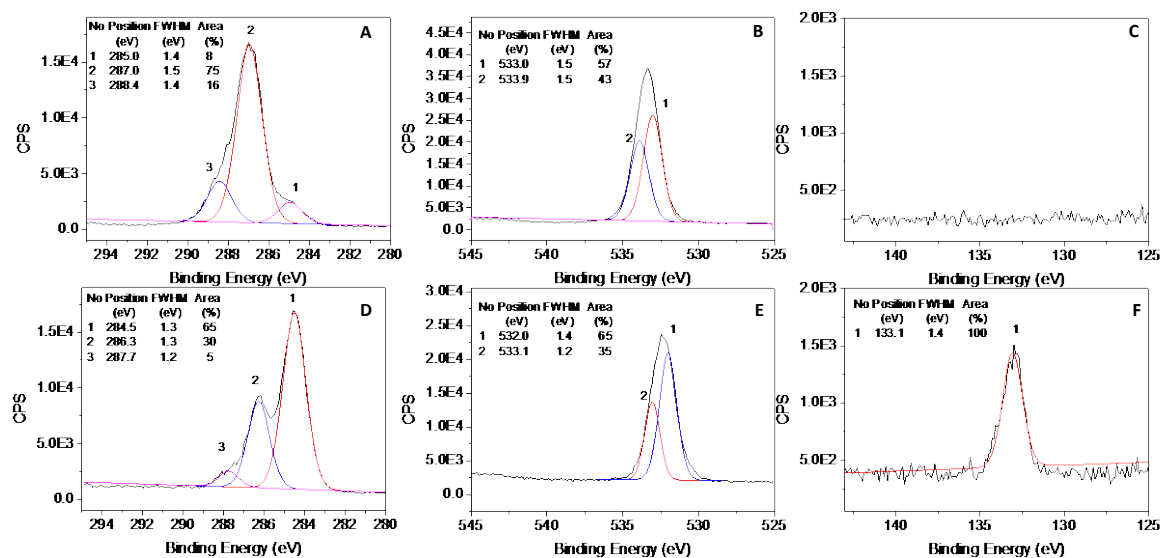 A
No Position FWHM Area
(eV) (eV) (%)
1 285.0 1.4 8
2 287.0 1.5 75
3 288.4 1.4 16
2
3
1
1.5E4
1.0E4
5.0E3
0.0
CPS
294 292 290 288 286 284 282 280
Binding Energy (eV)
B
No Position FWHM Area
(eV) (eV) (%)
1 533.0 1.5 57
2 533.9 1.5 43
1
2
4.5E4
4.0E4
3.5E4
3.0E4
2.5E4
2.0E4
1.5E4
1.0E4
5.0E3
0.0
CPS
545 540 535 530 525
Binding Energy (eV)
C
2.0E3
1.5E3
1.0E3
5.0E2
CPS
140 135 130 125
Binding Energy (eV)
D
No Position FWHM Area
(eV) (eV) (%)
1 284.5 1.3 65
2 286.3 1.3 30
3 287.7 1.2 5
1
2
3
1.5E4
1.0E4
5.0E3
0.0
CPS
294 292 290 288 286 284 282 280
Binding Energy (eV)
E
No Position FWHM Area
(eV) (eV) (%)
1 532.0 1.4 65
2 533.1 1.2 35
1
2
3.0E4
2.5E4
2.0E4
1.5E4
1.0E4
5.0E3
0.0
CPS
545 540 535 530 525
Binding Energy (eV)
F
No Position FWHM Area
(eV) (eV) (%)
1 133.1 1.4 100
1
2.0E3
1.5E3
1.0E3
5.0E2
CPS
140 135 130 125
Binding Energy (eV)